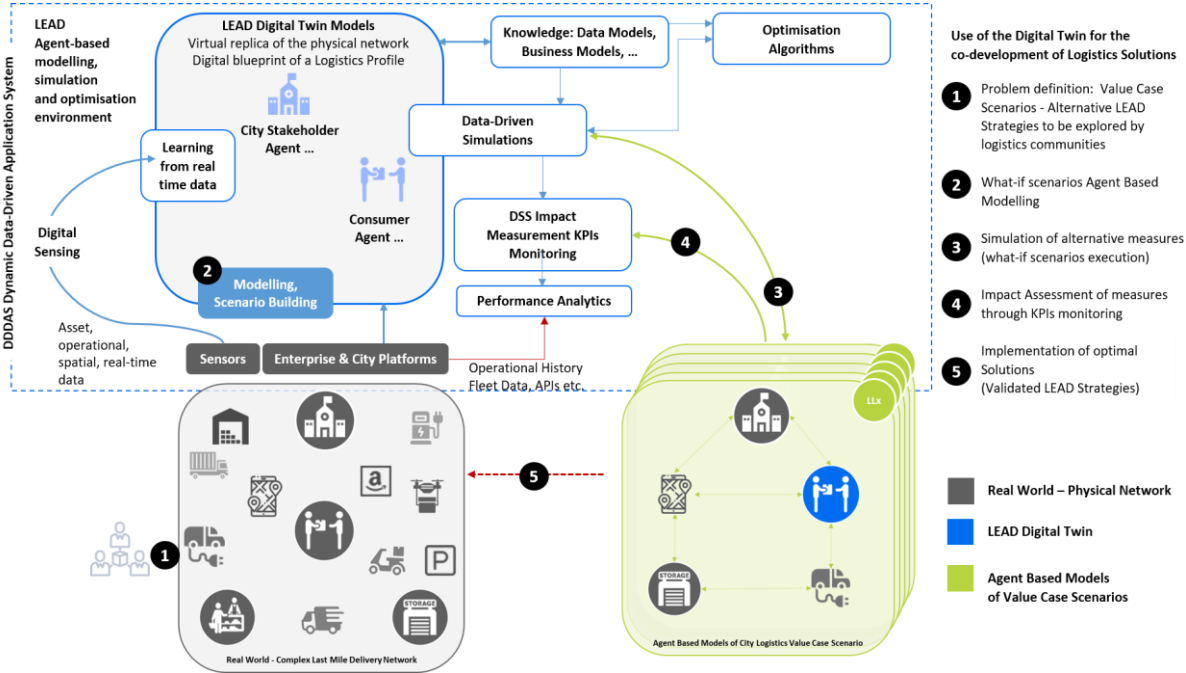 DDDAS Dynamic Data-Driven Application System
LEAD
Agent-based
modelling,
simulation
and optimisation
environment
LEAD Digital Twin Models
Virtual replica of the physical network
Digital blueprint of a Logistics Profile
City Stakeholder
Agent ...
Consumer
Agent ...
Learning
from real
time data
Digital
Sensing
2
Modelling,
Scenario Building
Asset,
operational,
spatial, real-time
data
Sensors
Enterprise & City Platforms
Knowledge: Data Models,
Business Models, ...
Optimisation
Algorithms
Data-Driven
Simulations
DSS Impact
Measurement KPIs
Monitoring
Performance Analytics
Operational History
Fleet Data, APIs etc.
4
3
LLx
5
1
a
P
STORAGE
Real World - Complex Last Mile Delivery Network
STORAGE
Agent Based Models of City Logistics Value Case Scenario
Use of the Digital Twin for the
co-development of Logistics Solutions
1
Problem definition: Value Case
Scenarios - Alternative LEAD
Strategies to be explored by
logistics communities
2
What-if scenarios Agent Based
Modelling
3
Simulation of alternative measures
(what-if scenarios execution)
4
Impact Assessment of measures
through KPIs monitoring
5
Implementation of optimal
Solutions
(Validated LEAD Strategies)
Real World – Physical Network
LEAD Digital Twin
Agent Based Models
of Value Case Scenarios